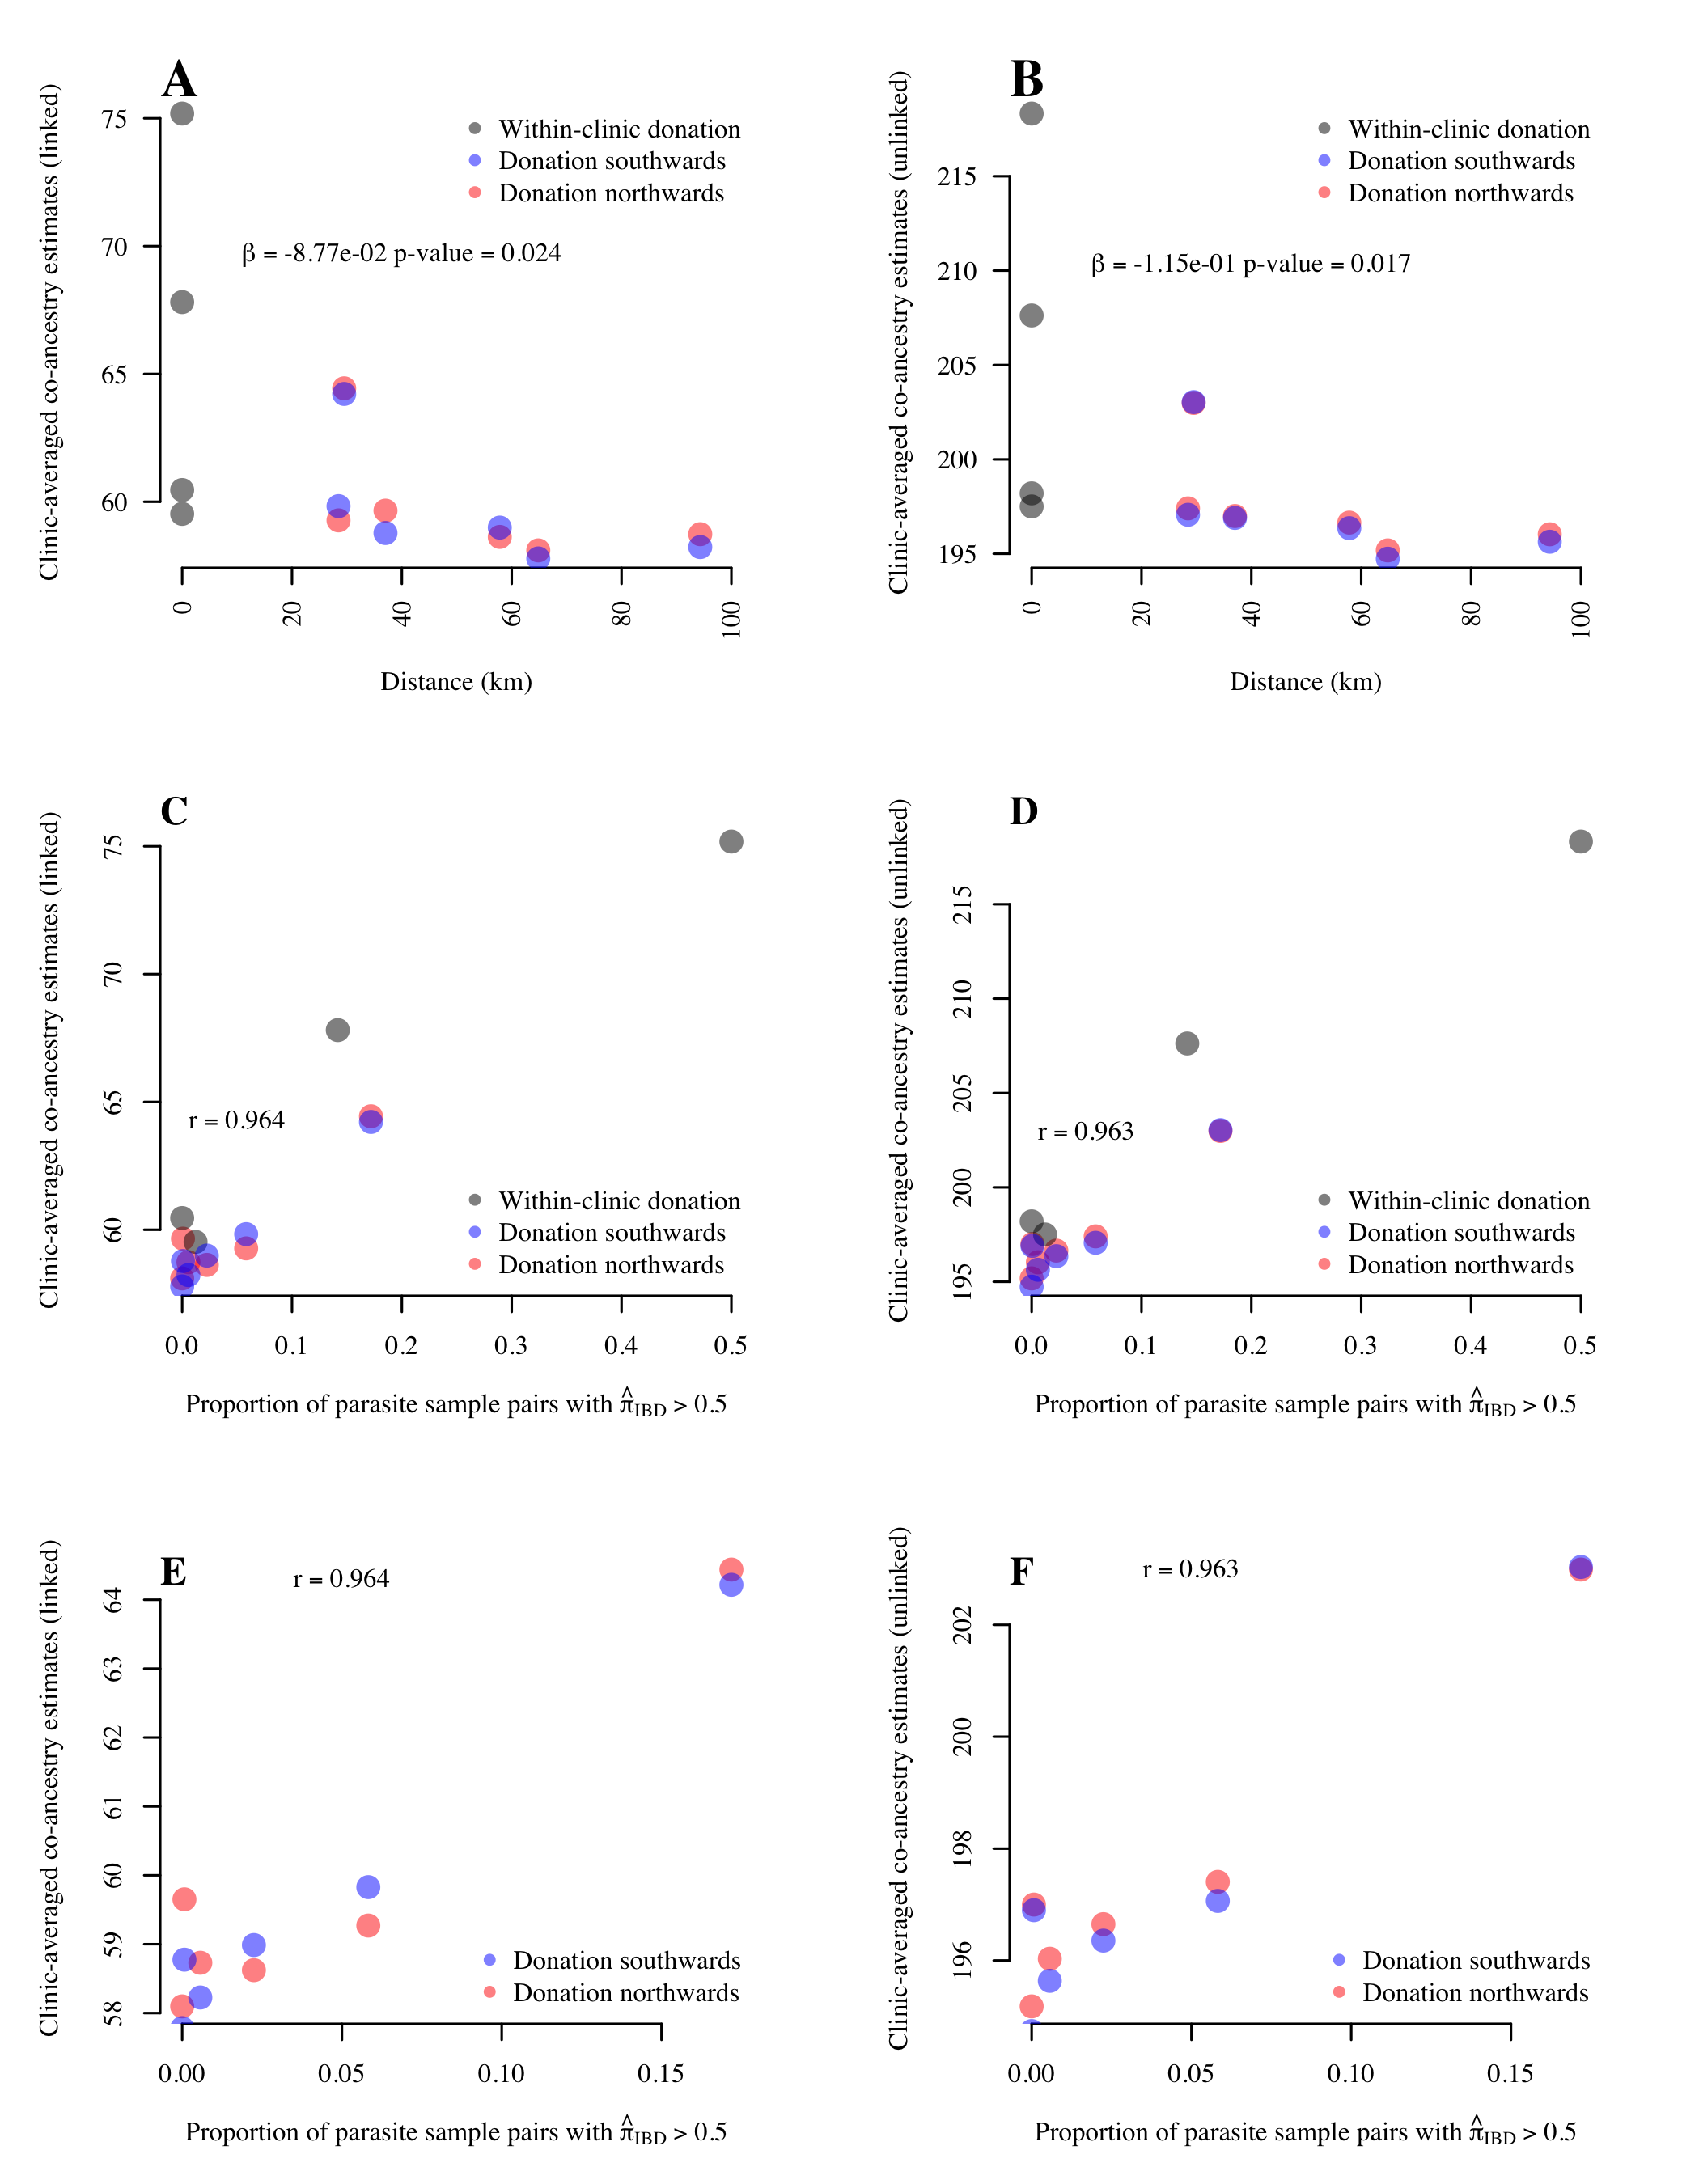 A
Clinic-averaged co-ancestry estimates (linked)
75
70
65
60
Within-clinic donation
Donation southwards
Donation northwards
β = -8.77e-02 p-value = 0.024
0 20 40 60 80 100
Distance (km)
B
Clinic-averaged co-ancestry estimates (unlinked)
215
210
205
200
195
Within-clinic donation
Donation southwards
Donation northwards
β = -1.15e-01 p-value = 0.017
0 20 40 60 80 100
Distance (km)
C
Clinic-averaged co-ancestry estimates (linked)
75
70
65
60
r = 0.964
Within-clinic donation
Donation southwards
Donation northwards
0.0 0.1 0.2 0.3 0.4 0.5
Proportion of parasite sample pairs with π̂IBD > 0.5
D
Clinic-averaged co-ancestry estimates (unlinked)
215
210
205
200
195
r = 0.963
Within-clinic donation
Donation southwards
Donation northwards
0.0 0.1 0.2 0.3 0.4 0.5
Proportion of parasite sample pairs with π̂IBD > 0.5
E
Clinic-averaged co-ancestry estimates (linked)
r = 0.964
64
63
62
61
60
59
58
Donation southwards
Donation northwards
0.00 0.05 0.10 0.15
Proportion of parasite sample pairs with π̂IBD > 0.5
F
Clinic-averaged co-ancestry estimates (unlinked)
r = 0.963
202
200
198
196
Donation southwards
Donation northwards
0.00 0.05 0.10 0.15
Proportion of parasite sample pairs with π̂IBD > 0.5